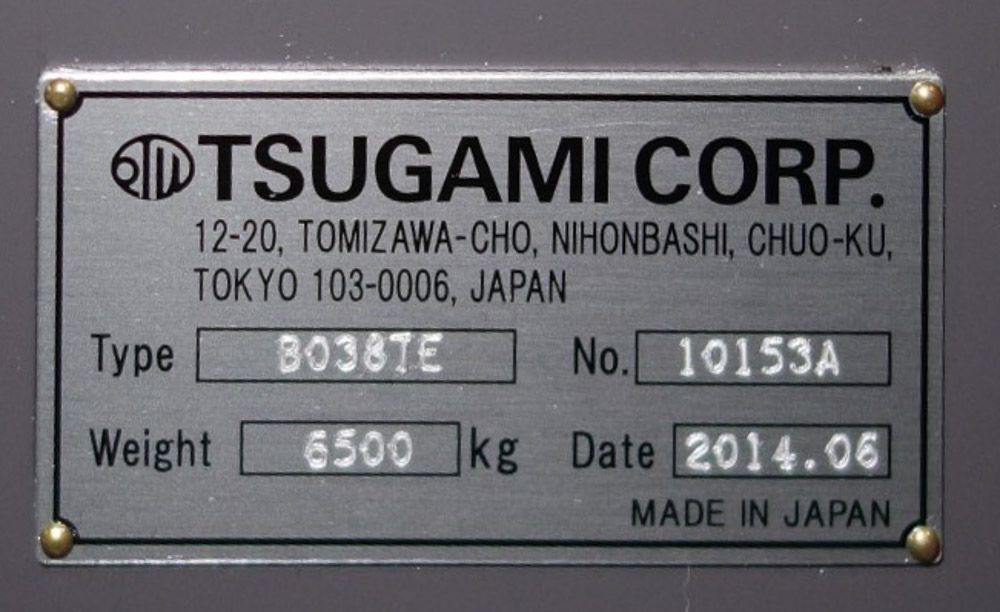 TSUGAMI CORP.
12-20, TOMIZAWA-CHO, NIHONBASHI, CHUO-KU,
TOKYO 103-0006, JAPAN
Type B038TE No. 10153A
Weight 6500 kg Date 2014.06
MADE IN JAPAN